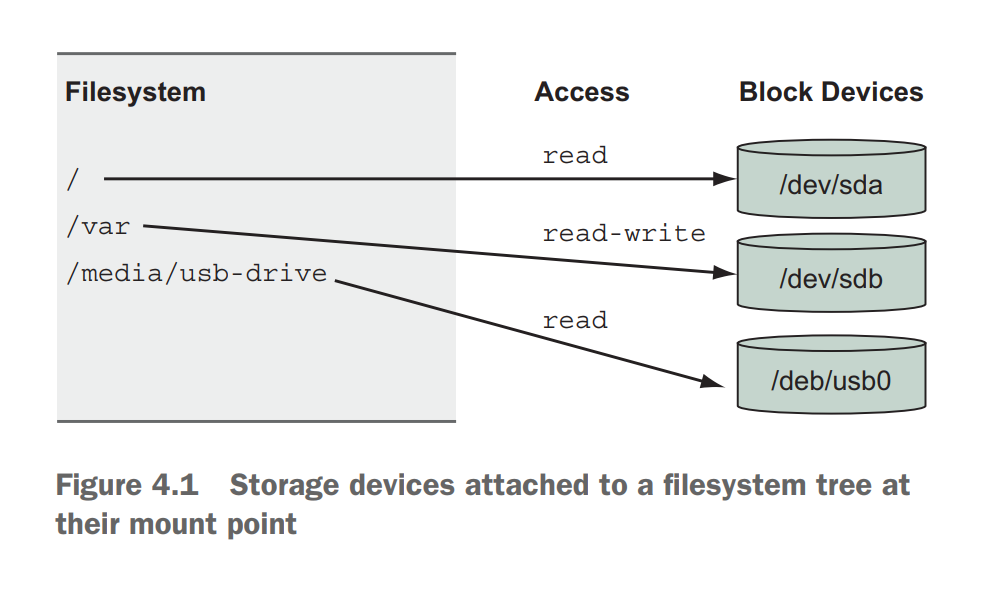 Filesystem Access Block Devices
/ read /dev/sda
/var read-write /dev/sdb
/media/usb-drive read /deb/usb0
Figure 4.1 Storage devices attached to a filesystem tree at
their mount point